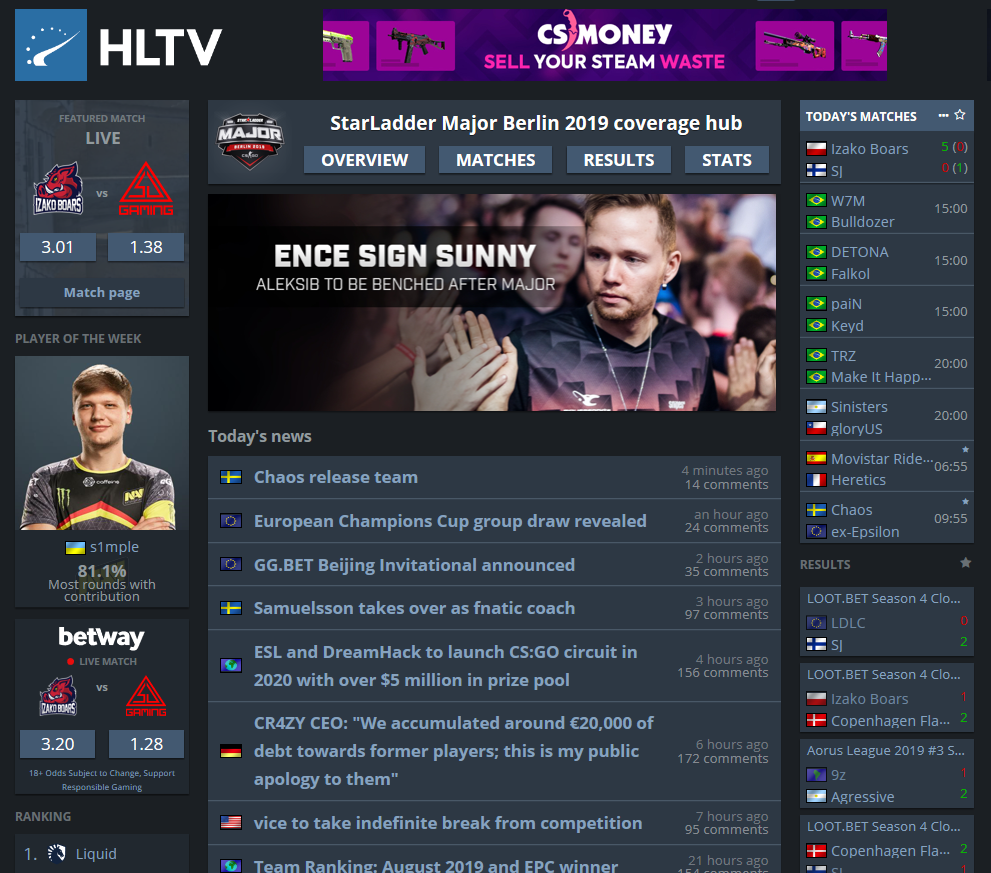 HLTV
CS MONEY
SELL YOUR STEAM WASTE
FEATURED MATCH
LIVE
IZAKO BOARS
vs
SJ GAMING
3.01
1.38
Match page
PLAYER OF THE WEEK
s1mple
81.1%
Most rounds with
contribution
betway
LIVE MATCH
IZAKO BOARS
vs
SJ GAMING
3.20
1.28
18+ Odds Subject to Change, Support
Responsible Gaming
RANKING
1. Liquid
STARLADDER
MAJOR
BERLIN 2019
CS:GO
StarLadder Major Berlin 2019 coverage hub
OVERVIEW
MATCHES
RESULTS
STATS
ENCE SIGN SUNNY
ALEKSIB TO BE BENCHED AFTER MAJOR
Today's news
Chaos release team
4 minutes ago
14 comments
European Champions Cup group draw revealed
an hour ago
24 comments
GG.BET Beijing Invitational announced
2 hours ago
35 comments
Samuelsson takes over as fnatic coach
3 hours ago
97 comments
ESL and DreamHack to launch CS:GO circuit in
2020 with over $5 million in prize pool
4 hours ago
156 comments
CR4ZY CEO: "We accumulated around €20,000 of
debt towards former players; this is my public
apology to them"
6 hours ago
172 comments
vice to take indefinite break from competition
7 hours ago
95 comments
Team Ranking: August 2019 and EPC winner
21 hours ago
154 comments
TODAY'S MATCHES
Izako Boars 5 (0)
SJ 0 (1)
W7M
Bulldozer
15:00
DETONA
Falkol
15:00
paiN
Keyd
15:00
TRZ
Make It Happ...
20:00
Sinisters
gloryUS
20:00
Movistar Ride...
Heretics
06:55
Chaos
ex-Epsilon
09:55
RESULTS
LOOT.BET Season 4 Clo...
LDLC 0
SJ 2
LOOT.BET Season 4 Clo...
Izako Boars 1
Copenhagen Fla... 2
Aorus League 2019 #3 S...
9z 1
Agressive 2
LOOT.BET Season 4 Clo...
Copenhagen Fla... 2
SJ 1